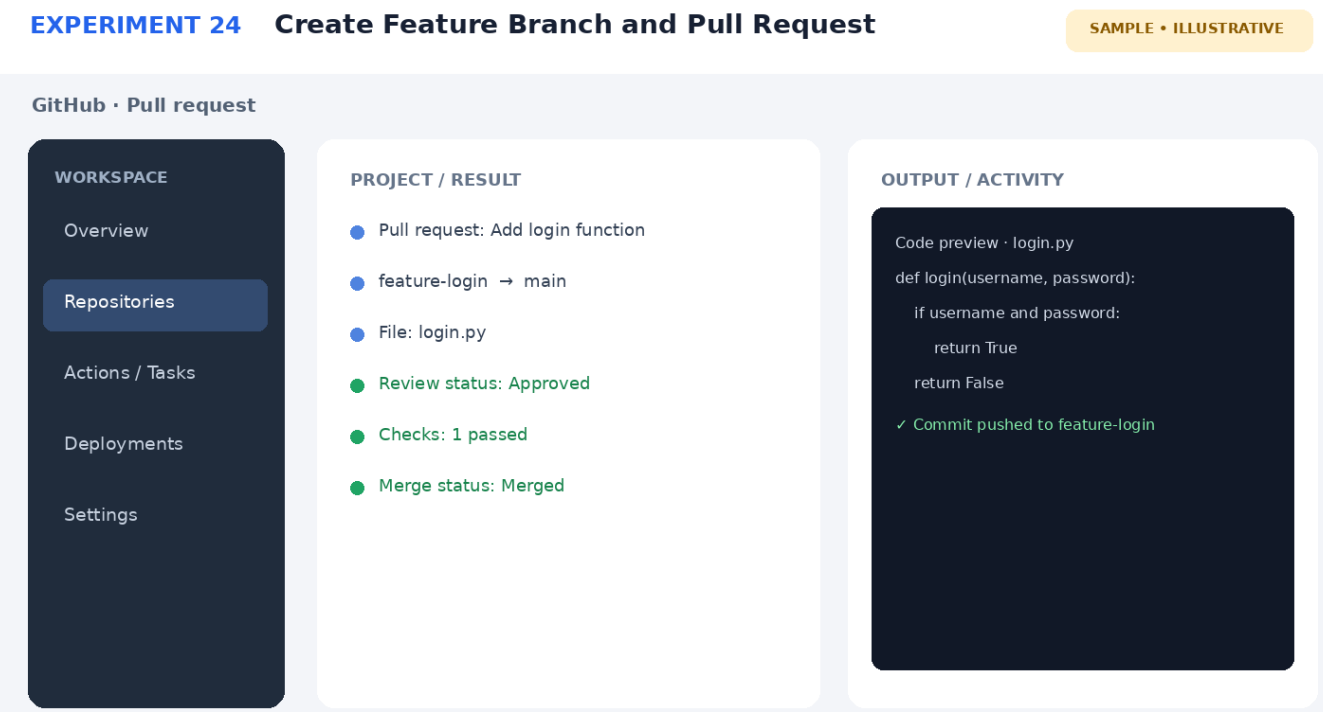 EXPERIMENT 24 Create Feature Branch and Pull Request SAMPLE • ILLUSTRATIVE
GitHub · Pull request
WORKSPACE
Overview
Repositories
Actions / Tasks
Deployments
Settings
PROJECT / RESULT
Pull request: Add login function
feature-login → main
File: login.py
Review status: Approved
Checks: 1 passed
Merge status: Merged
OUTPUT / ACTIVITY
Code preview · login.py
def login(username, password):
    if username and password:
        return True
    return False
✓ Commit pushed to feature-login